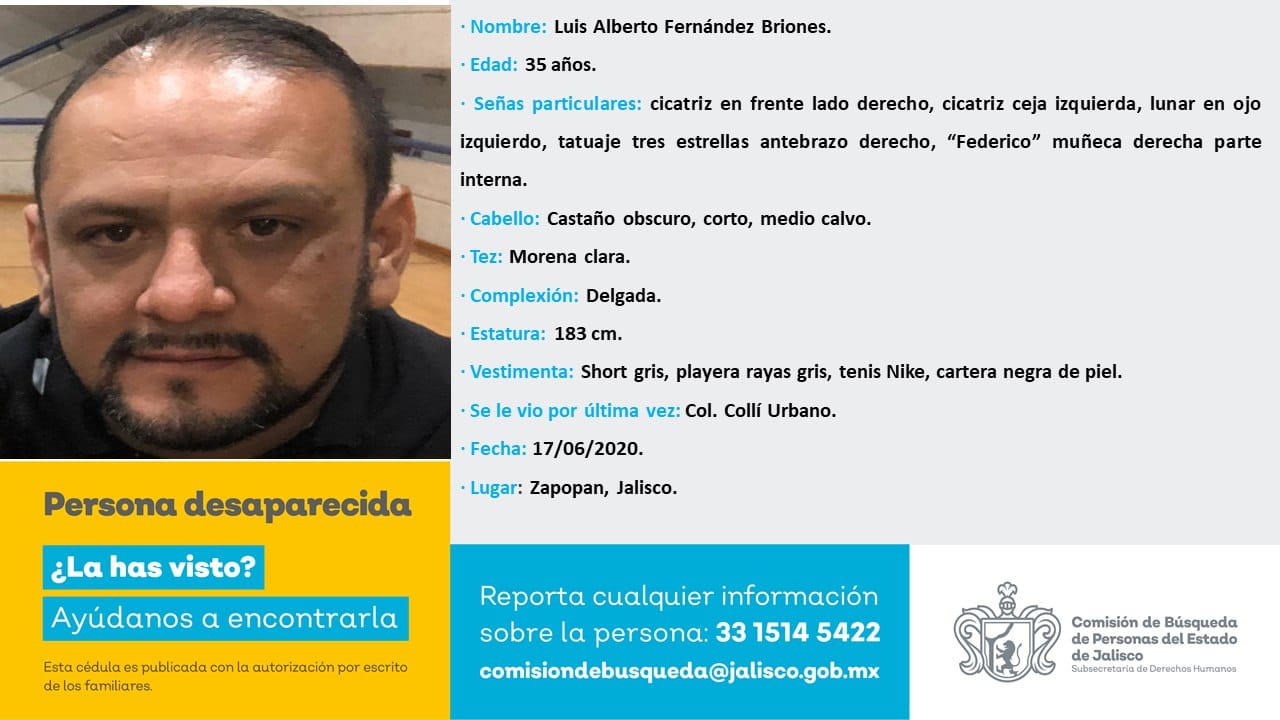 · Nombre: Luis Alberto Fernández Briones.
· Edad: 35 años.
· Señas particulares: cicatriz en frente lado derecho, cicatriz ceja izquierda, lunar en ojo
izquierdo, tatuaje tres estrellas antebrazo derecho, “Federico” muñeca derecha parte
interna.
· Cabello: Castaño obscuro, corto, medio calvo.
· Tez: Morena clara.
· Complexión: Delgada.
· Estatura: 183 cm.
· Vestimenta: Short gris, playera rayas gris, tenis Nike, cartera negra de piel.
· Se le vio por última vez: Col. Collí Urbano.
· Fecha: 17/06/2020.
· Lugar: Zapopan, Jalisco.
Persona desaparecida
¿La has visto?
Ayúdanos a encontrarla
Esta cédula es publicada con la autorización por escrito
de los familiares.
Reporta cualquier información
sobre la persona: 33 1514 5422
comisiondebusqueda@jalisco.gob.mx
Comisión de Búsqueda
de Personas del Estado
de Jalisco
Subsecretaría de Derechos Humanos